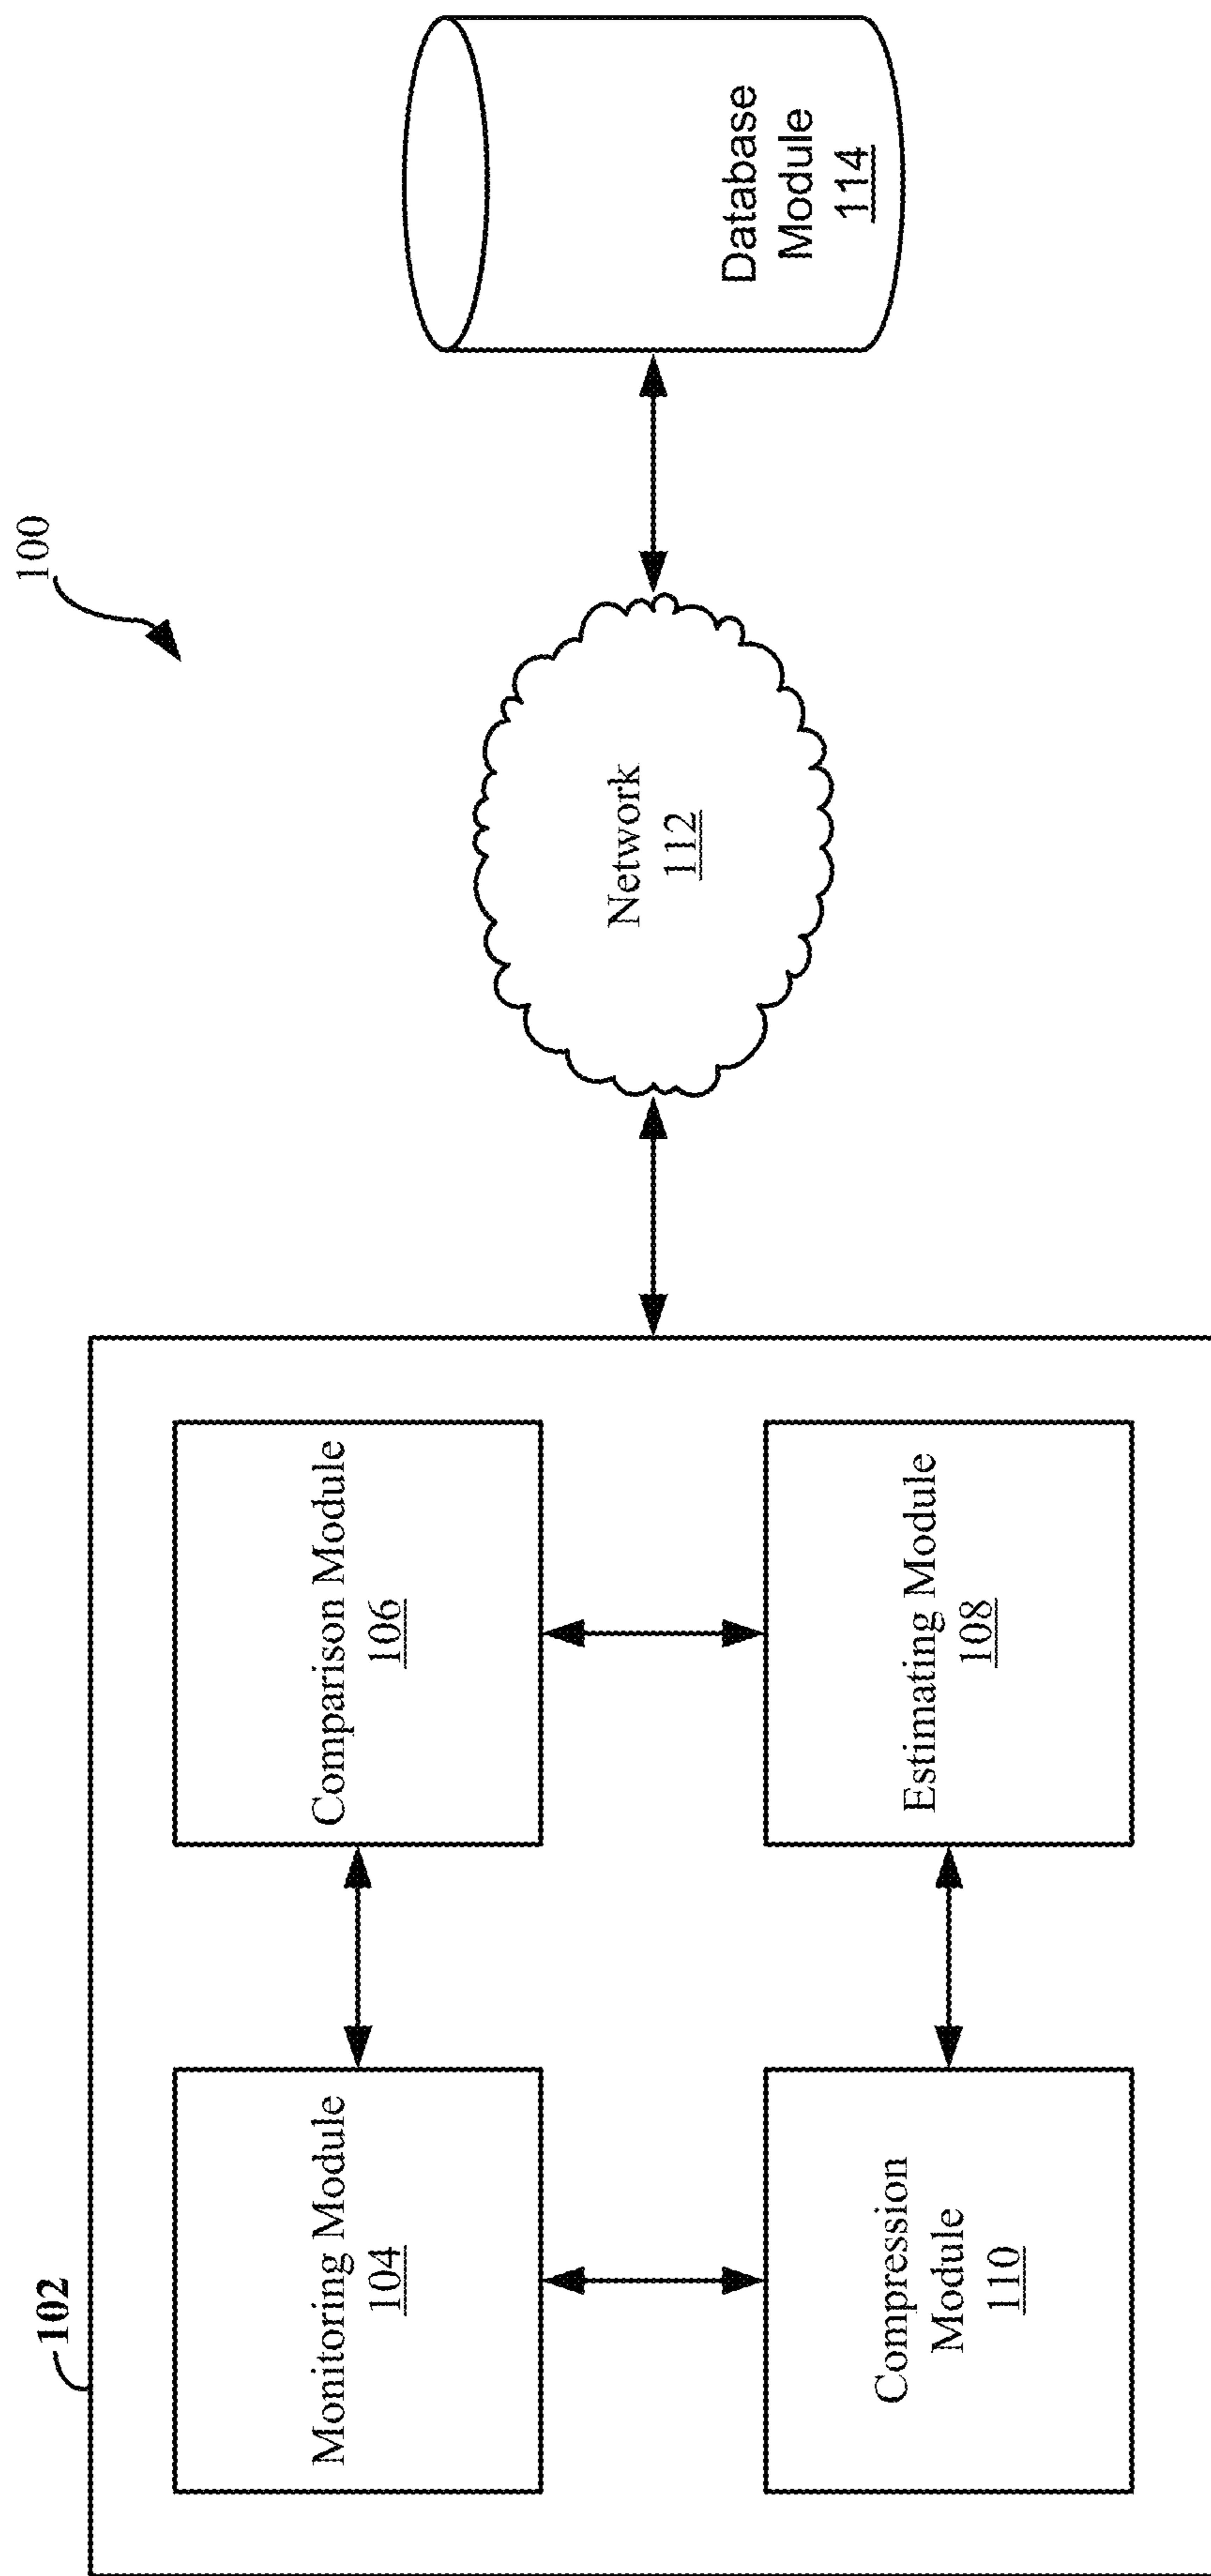 100
102
Monitoring Module
104
Comparison Module
106
Compression
Module
110
Estimating Module
108
Network
112
Database
Module
114